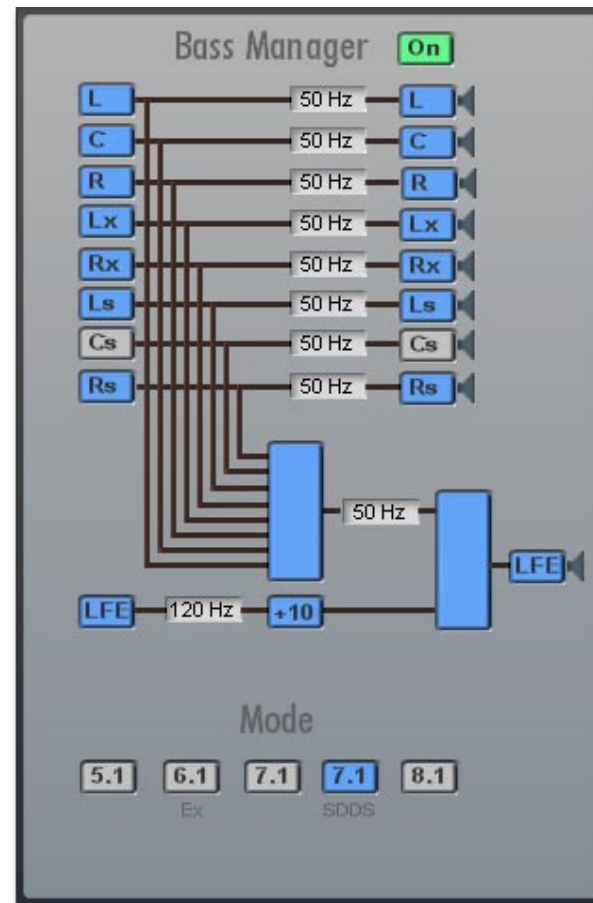 Bass Manager On
L 50 Hz L
C 50 Hz C
R 50 Hz R
Lx 50 Hz Lx
Rx 50 Hz Rx
Ls 50 Hz Ls
Cs 50 Hz Cs
Rs 50 Hz Rs
50 Hz
LFE
LFE 120 Hz +10
Mode
5.1 6.1 7.1 7.1 8.1
Ex SDDS